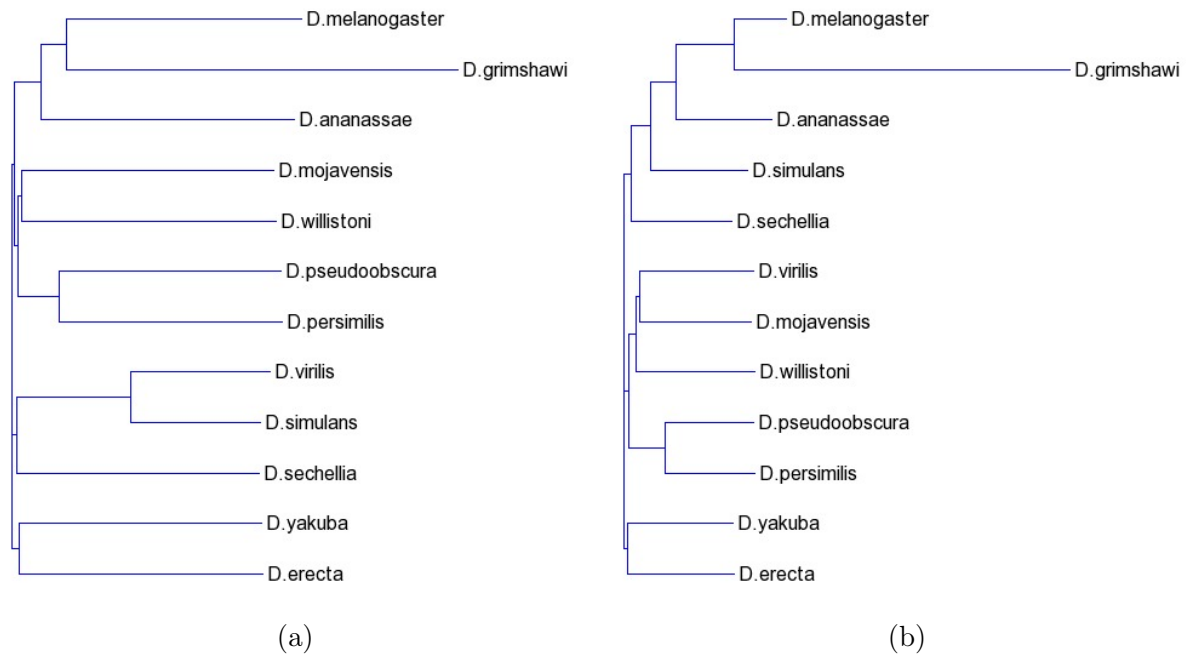 D.melanogaster
D.grimshawi
D.ananassae
D.mojavensis
D.willistoni
D.pseudoobscura
D.persimilis
D.virilis
D.simulans
D.sechellia
D.yakuba
D.erecta
(a)
D.melanogaster
D.grimshawi
D.ananassae
D.simulans
D.sechellia
D.virilis
D.mojavensis
D.willistoni
D.pseudoobscura
D.persimilis
D.yakuba
D.erecta
(b)